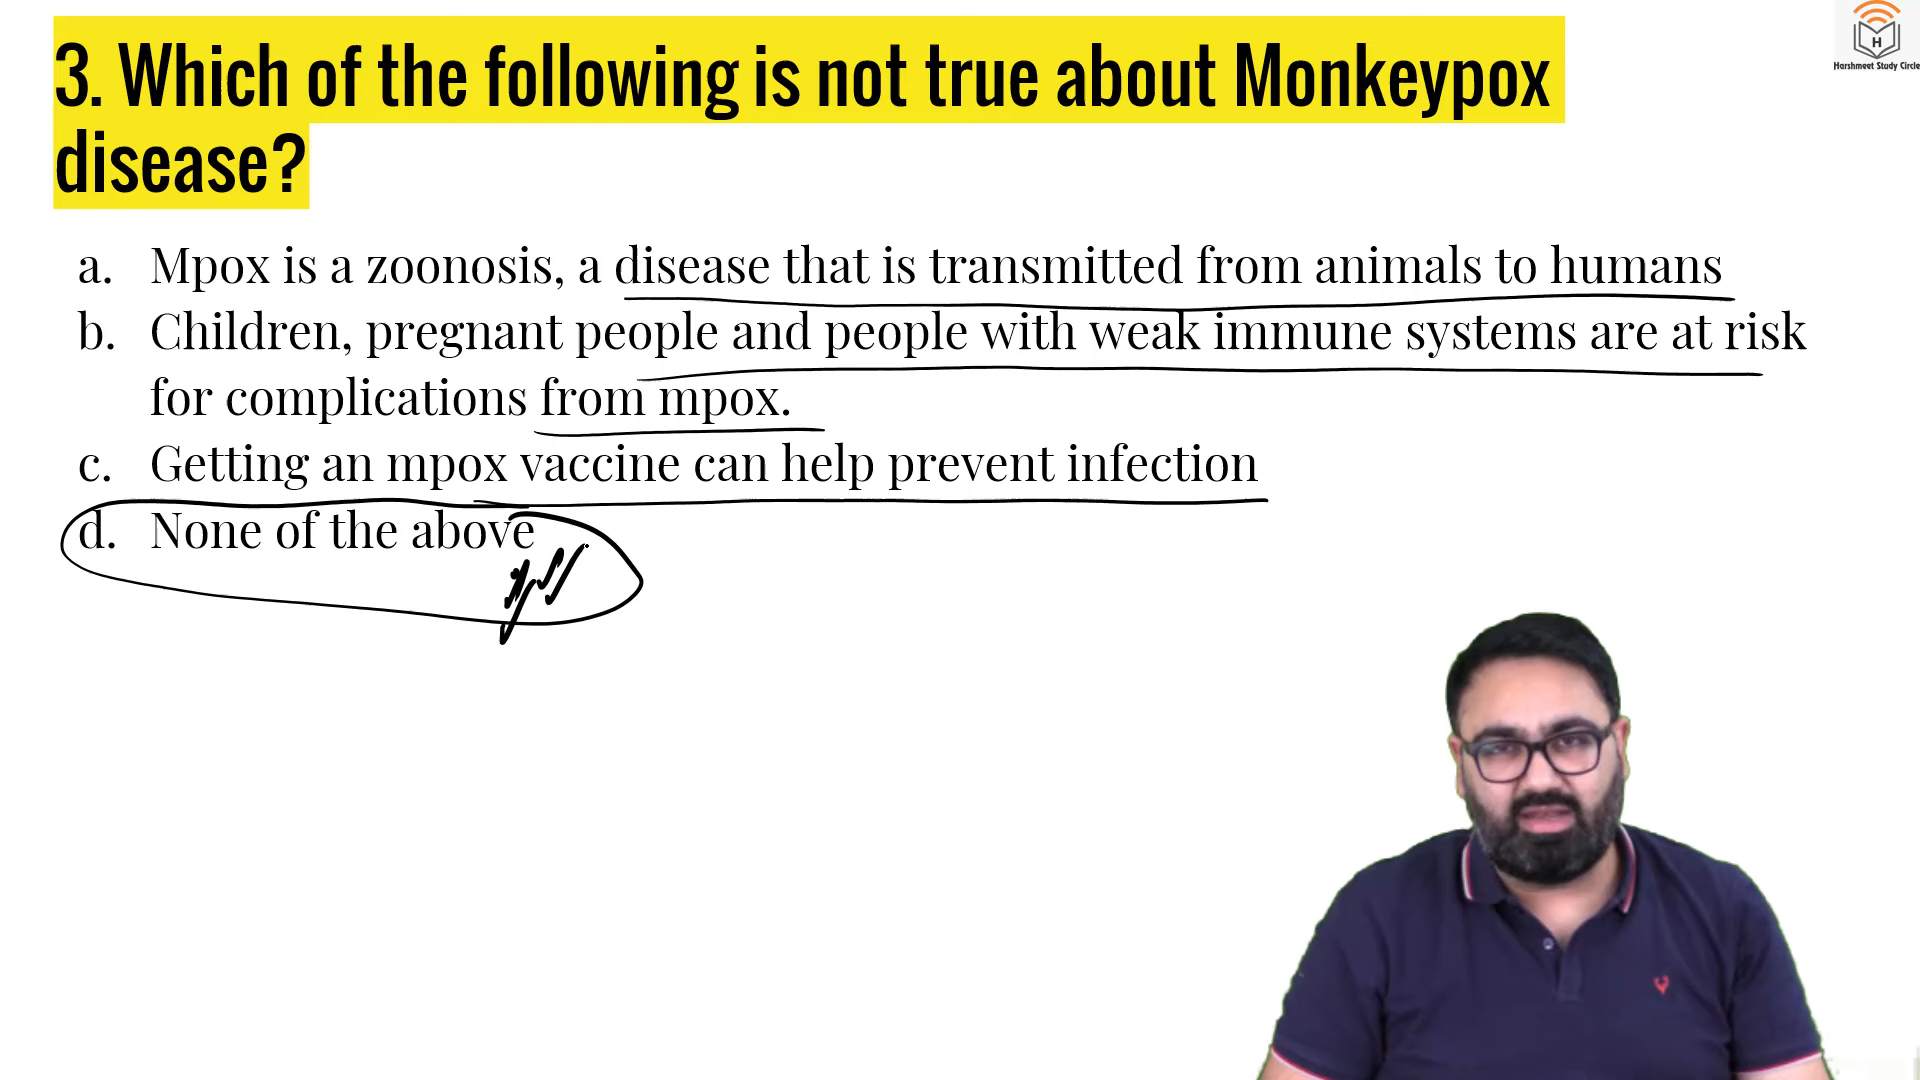 3. Which of the following is not true about Monkeypox
disease?
a. Mpox is a zoonosis, a disease that is transmitted from animals to humans
b. Children, pregnant people and people with weak immune systems are at risk
for complications from mpox.
c. Getting an mpox vaccine can help prevent infection
d. None of the above
H
Harshmeet Study Circle